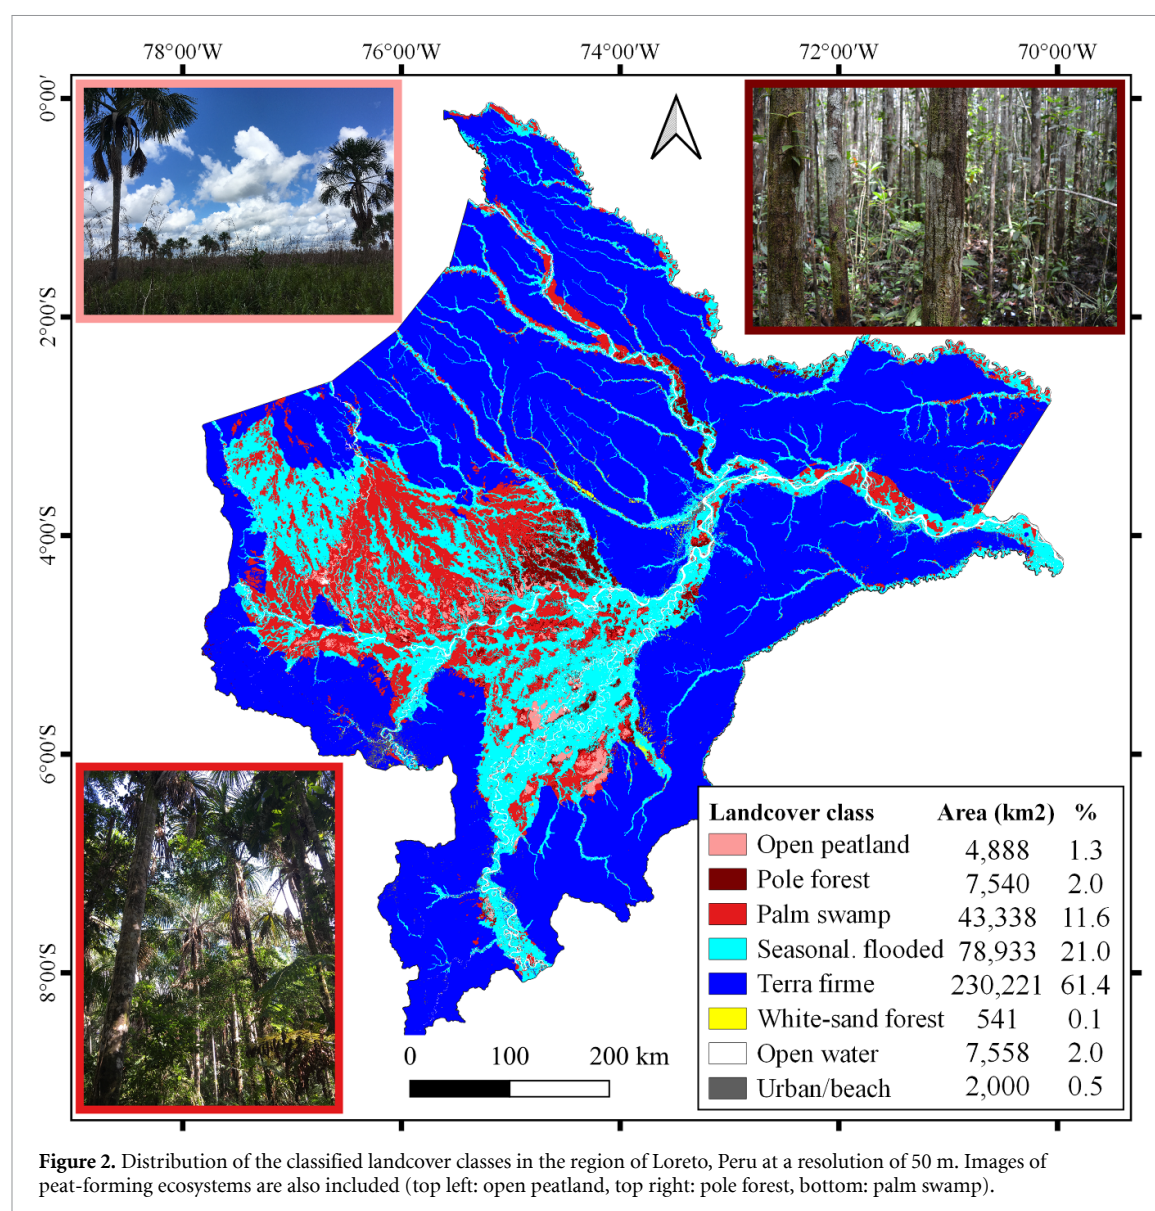 78°00′W 76°00′W 74°00′W 72°00′W 70°00′W
0°00′
2°00′S
4°00′S
6°00′S
8°00′S
Landcover class Area (km2) %
Open peatland 4,888 1.3
Pole forest 7,540 2.0
Palm swamp 43,338 11.6
Seasonal. flooded 78,933 21.0
Terra firme 230,221 61.4
White-sand forest 541 0.1
Open water 7,558 2.0
Urban/beach 2,000 0.5
0 100 200 km
Figure 2. Distribution of the classified landcover classes in the region of Loreto, Peru at a resolution of 50 m. Images of
peat-forming ecosystems are also included (top left: open peatland, top right: pole forest, bottom: palm swamp).